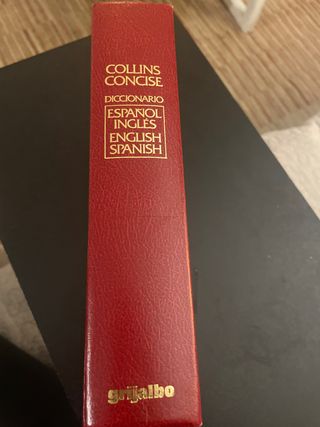 COLLINS
CONCISE
DICCIONARIO
ESPAÑOL
INGLÉS
ENGLISH
SPANISH
grijalbo